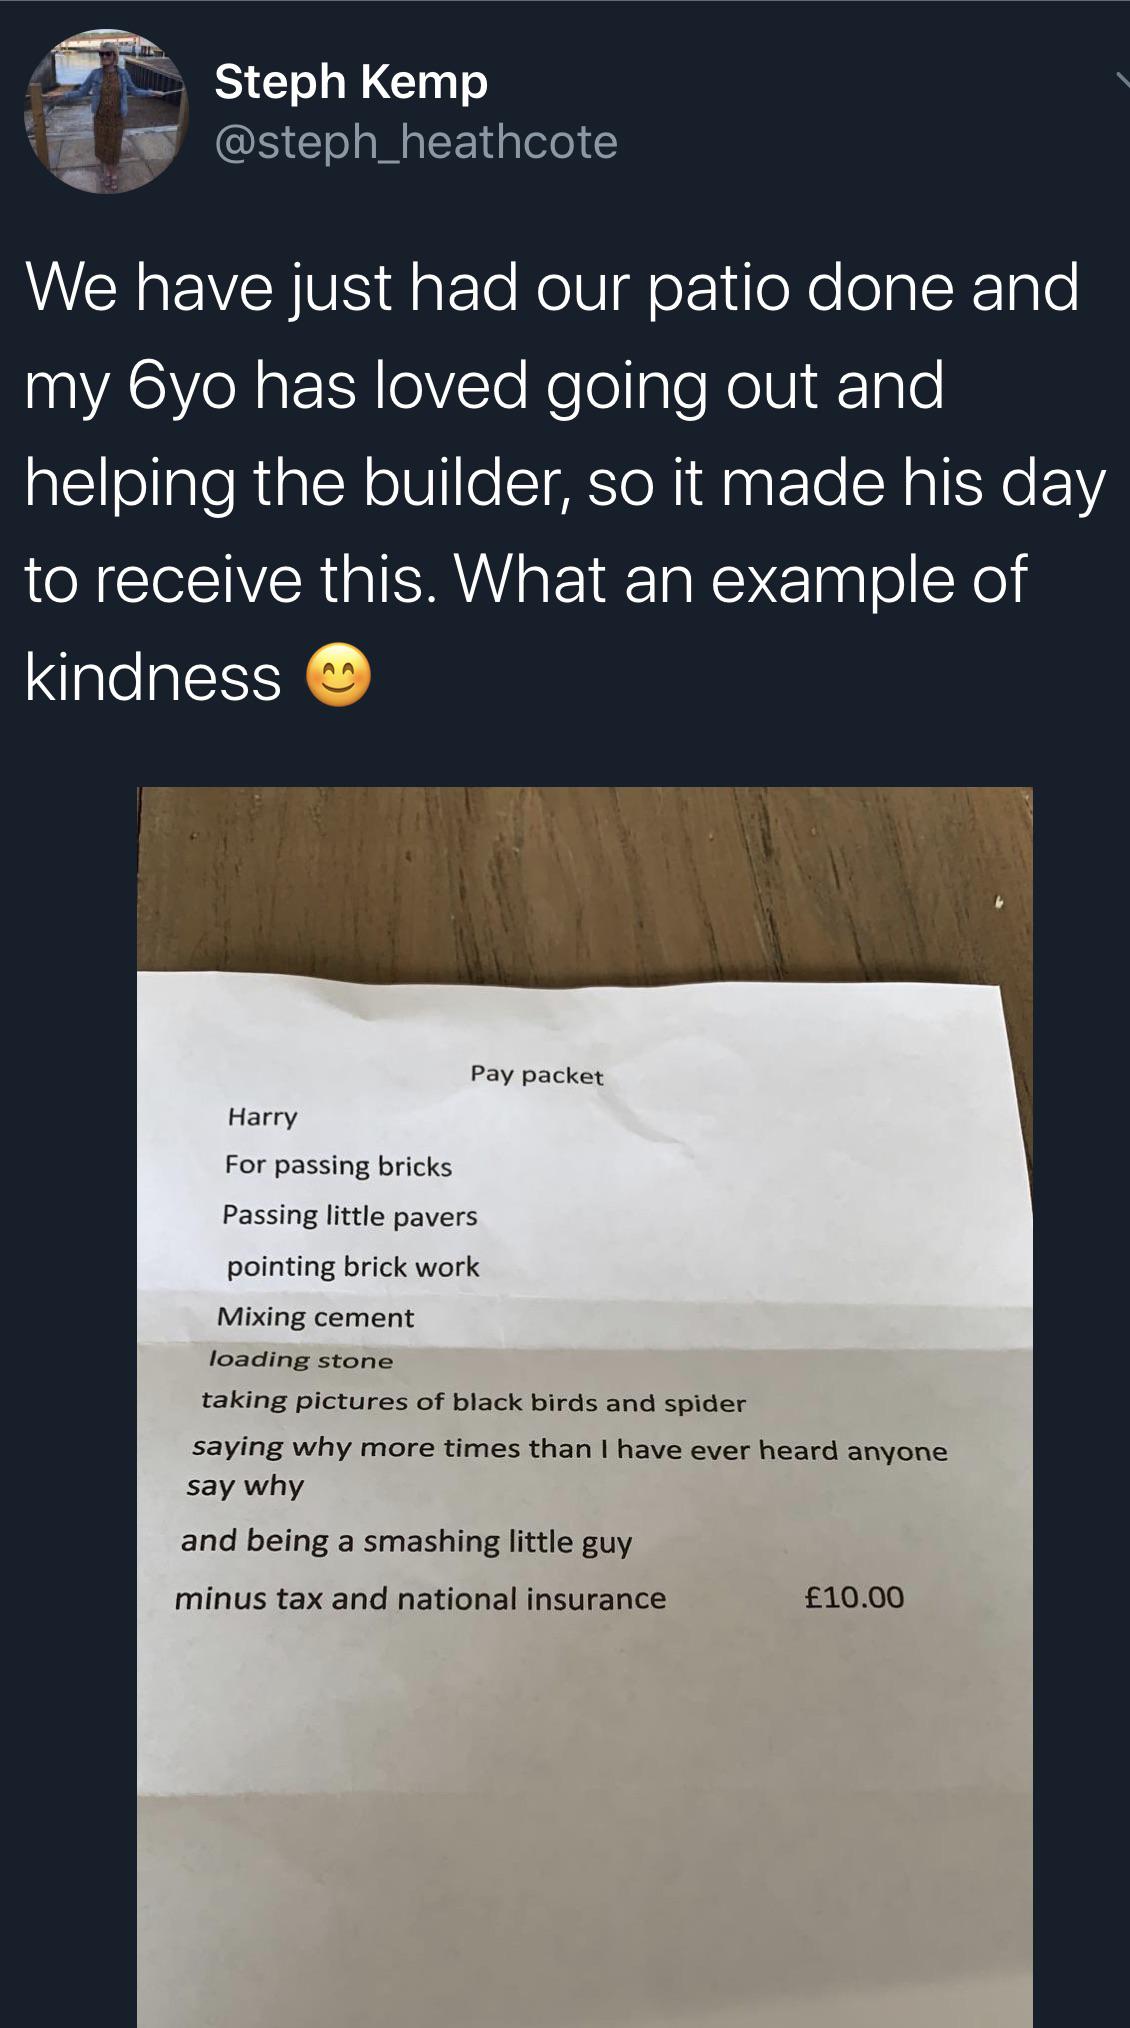 Steph Kemp
@steph_heathcote
We have just had our patio done and
my 6yo has loved going out and
helping the builder, so it made his day
to receive this. What an example of
kindness 😊
Pay packet
Harry
For passing bricks
Passing little pavers
pointing brick work
Mixing cement
loading stone
taking pictures of black birds and spider
saying why more times than I have ever heard anyone
say why
and being a smashing little guy
minus tax and national insurance £10.00